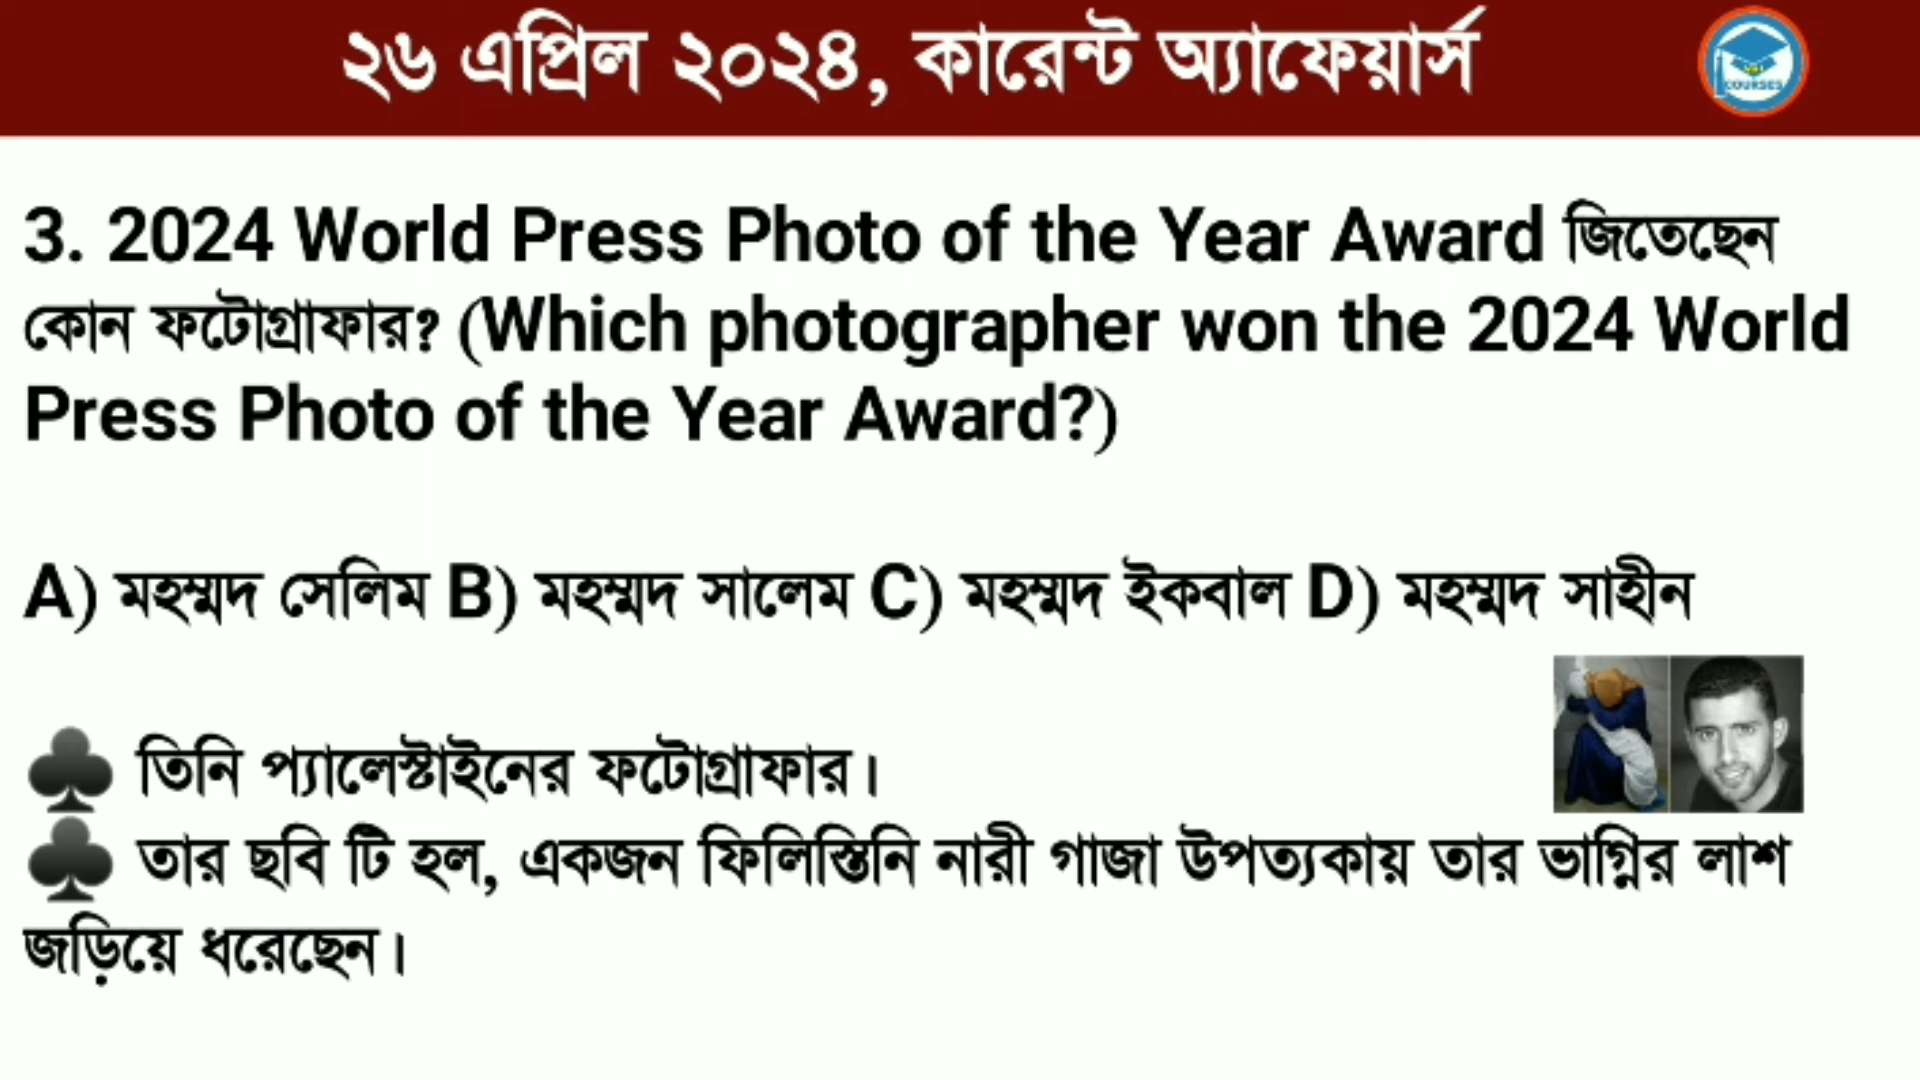 ২৬ এপ্রিল ২০২৪, কারেন্ট অ্যাফেয়ার্স
COURSES
3. 2024 World Press Photo of the Year Award জিতেছেন
কোন ফটোগ্রাফার? (Which photographer won the 2024 World
Press Photo of the Year Award?)
A) মহম্মদ সেলিম B) মহম্মদ সালেম C) মহম্মদ ইকবাল D) মহম্মদ সাহীন
♣ তিনি প্যালেস্টাইনের ফটোগ্রাফার।
♣ তার ছবি টি হল, একজন ফিলিস্তিনি নারী গাজা উপত্যকায় তার ভাগ্নির লাশ
জড়িয়ে ধরেছেন।